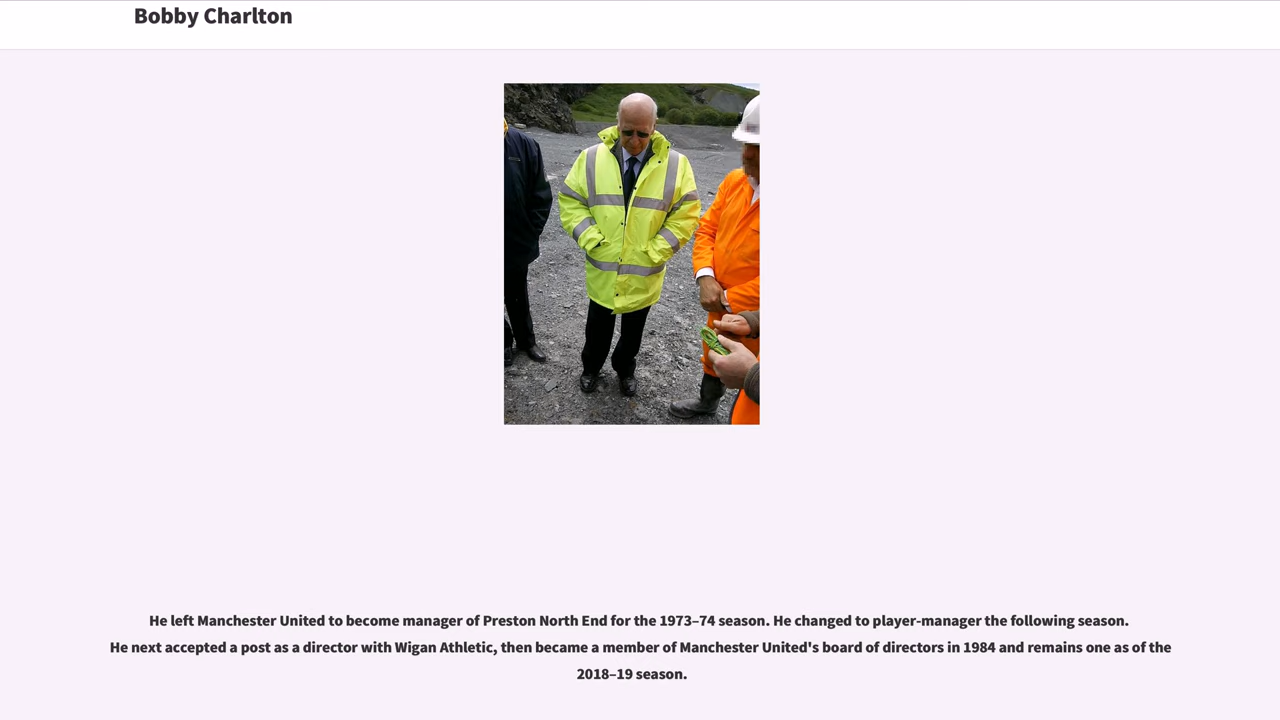 Bobby Charlton
He left Manchester United to become manager of Preston North End for the 1973–74 season. He changed to player-manager the following season.
He next accepted a post as a director with Wigan Athletic, then became a member of Manchester United's board of directors in 1984 and remains one as of the
2018–19 season.